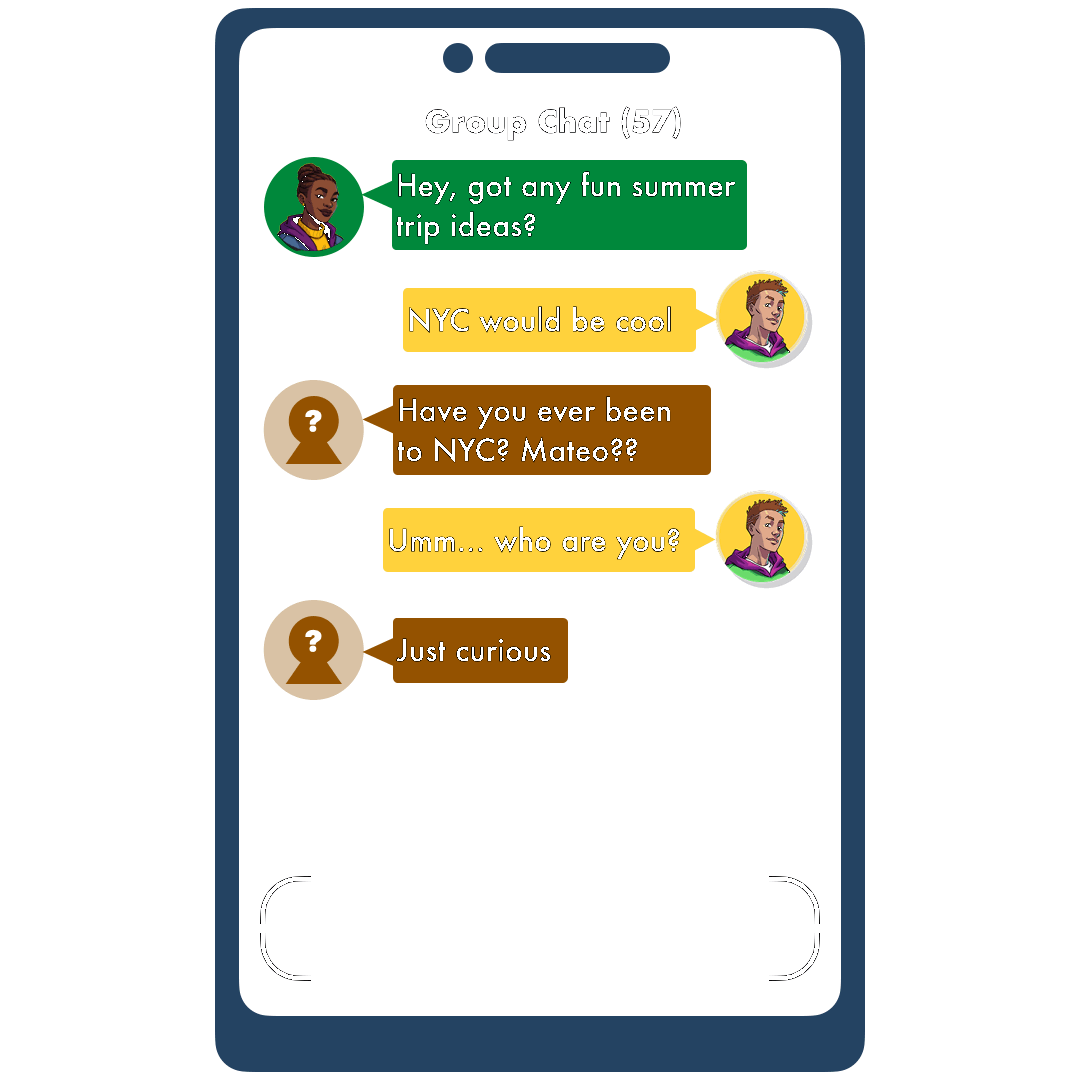 Group Chat (57)
Hey, got any fun summer
trip ideas?
NYC would be cool
?
Have you ever been
to NYC? Mateo??
Umm... who are you?
?
Just curious